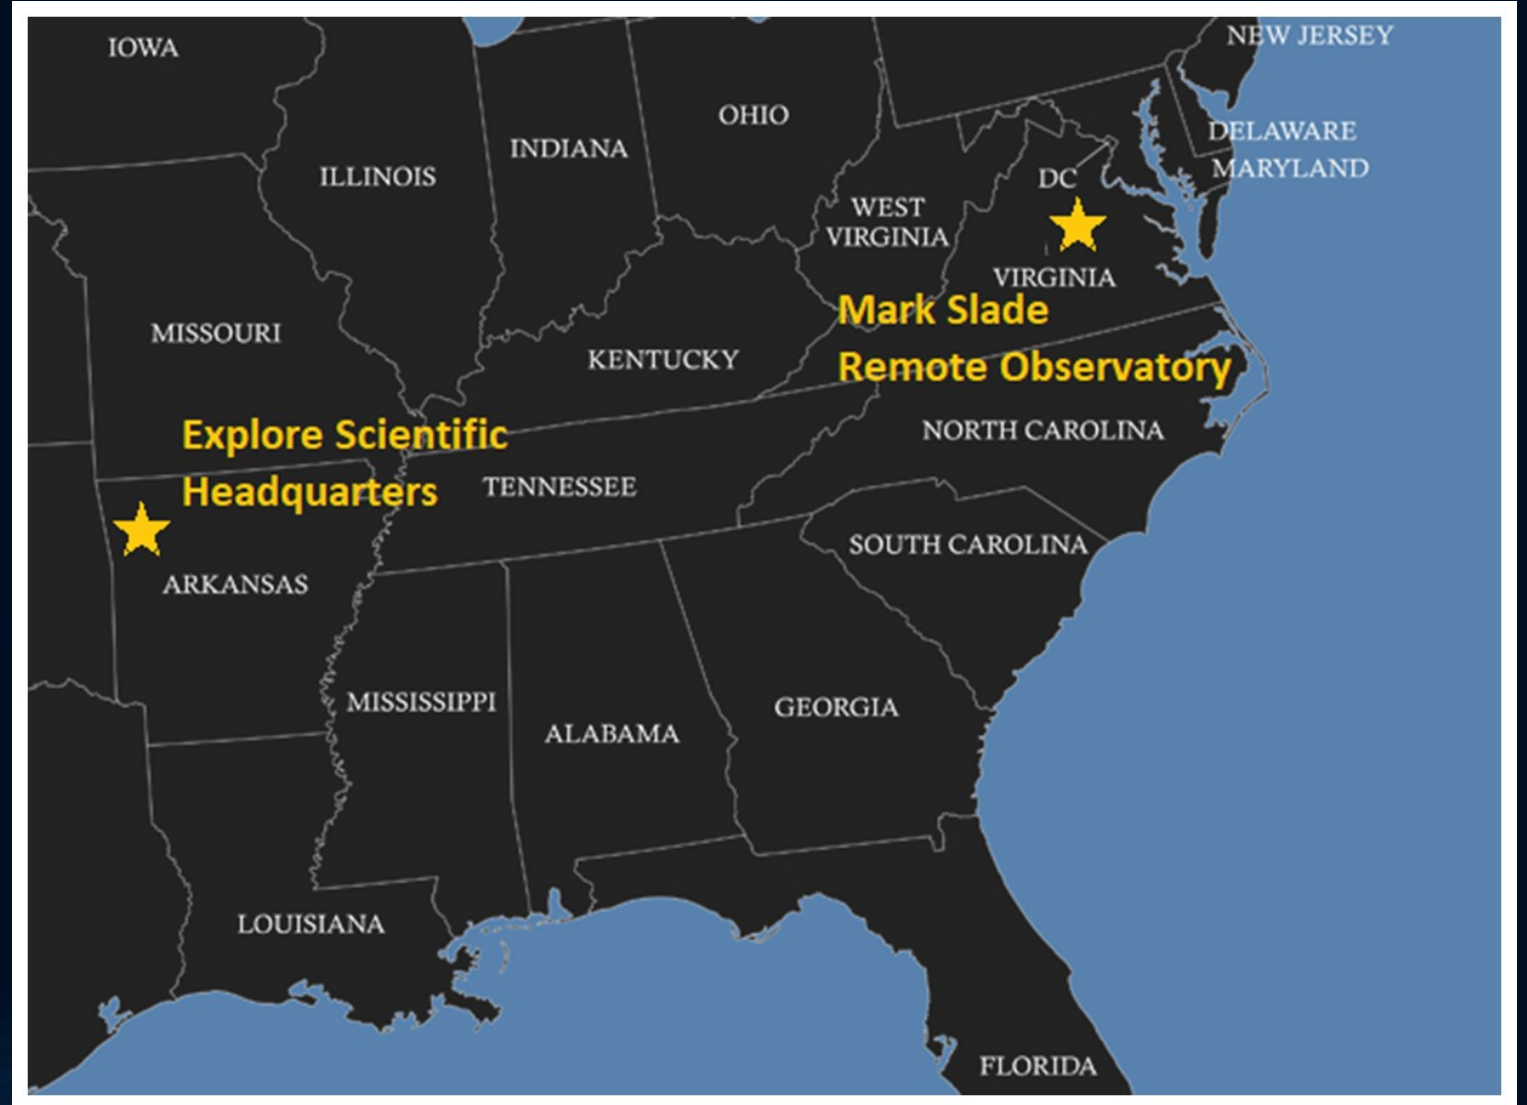 IOWA
NEW JERSEY
OHIO
DELAWARE
INDIANA
MARYLAND
ILLINOIS
DC
WEST
VIRGINIA
VIRGINIA
Mark Slade
Remote Observatory
MISSOURI
KENTUCKY
NORTH CAROLINA
Explore Scientific
Headquarters
TENNESSEE
SOUTH CAROLINA
ARKANSAS
MISSISSIPPI
GEORGIA
ALABAMA
LOUISIANA
FLORIDA